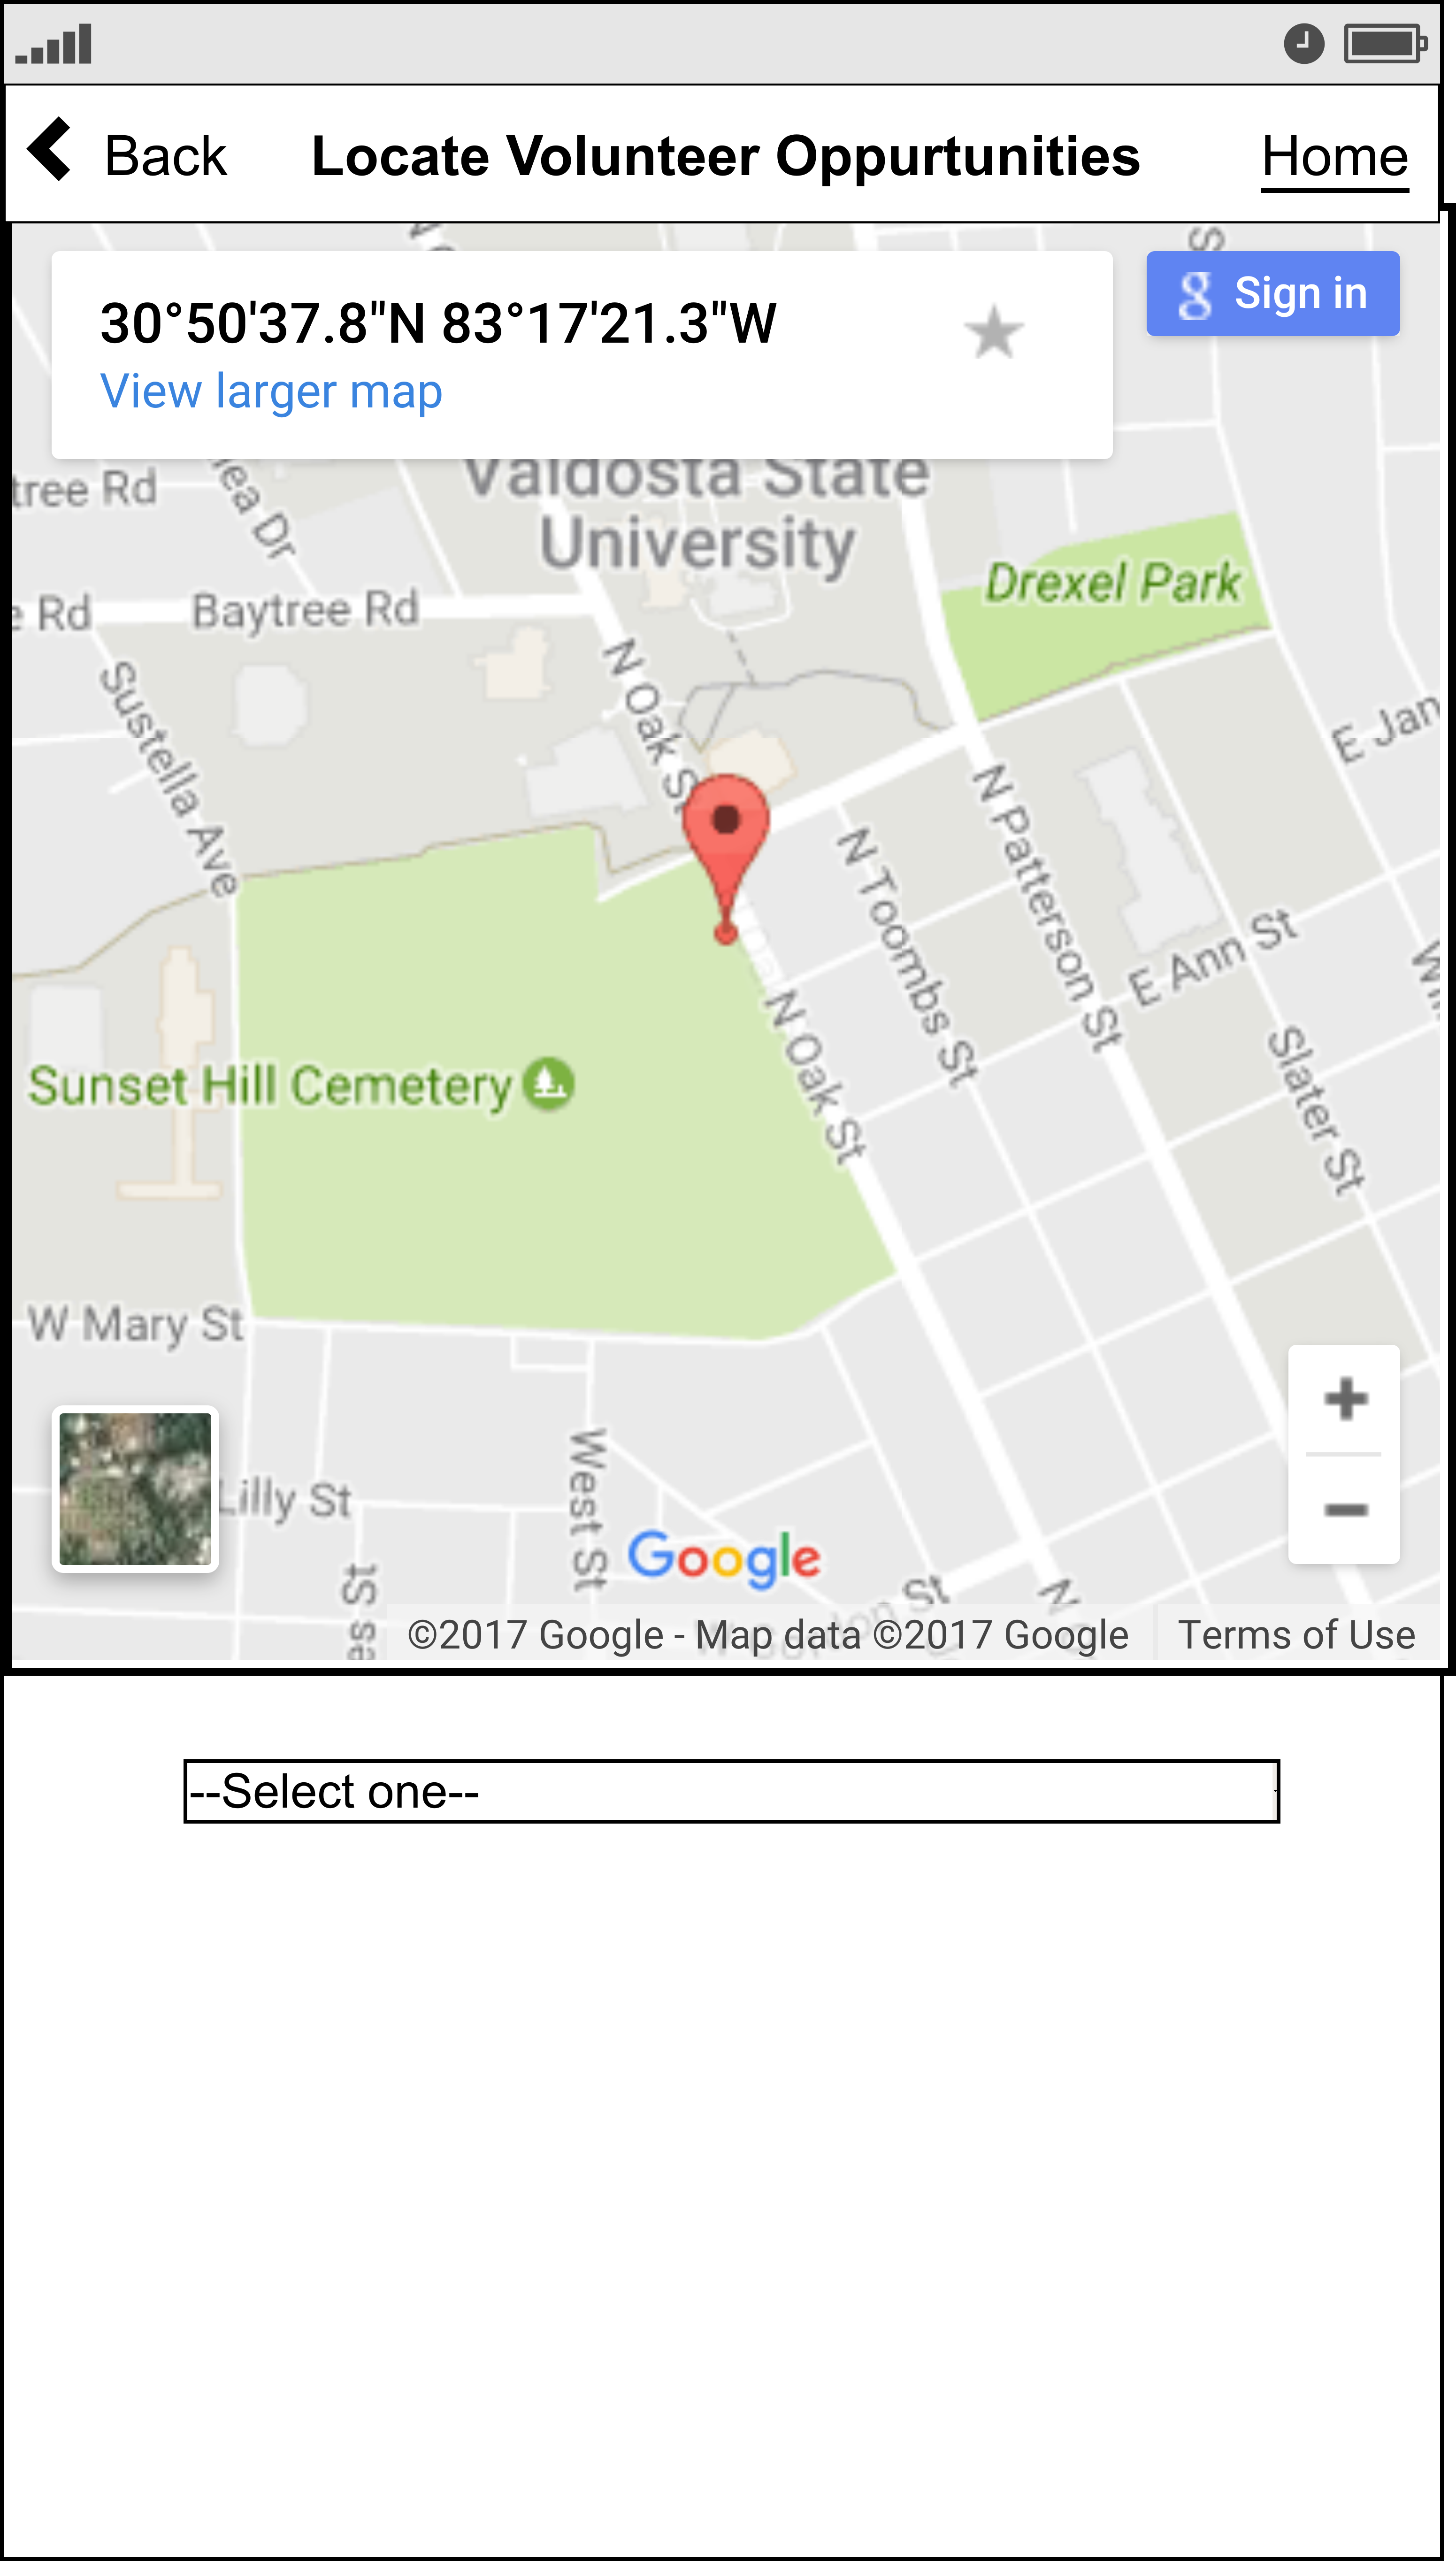 Back
Locate Volunteer Oppurtunities
Home
30°50'37.8"N 83°17'21.3"W
View larger map
Sign in
Valdosta State
University
tree Rd
Drexel Park
Baytree Rd
e Rd
N Oak St
Sustella Ave
E Jan
N Patterson St
N Toombs St
E Ann St
N Oak St
Slater St
Sunset Hill Cemetery
W Mary St
Lilly St
West St
Google
es St
©2017 Google - Map data ©2017 Google
Terms of Use
--Select one--